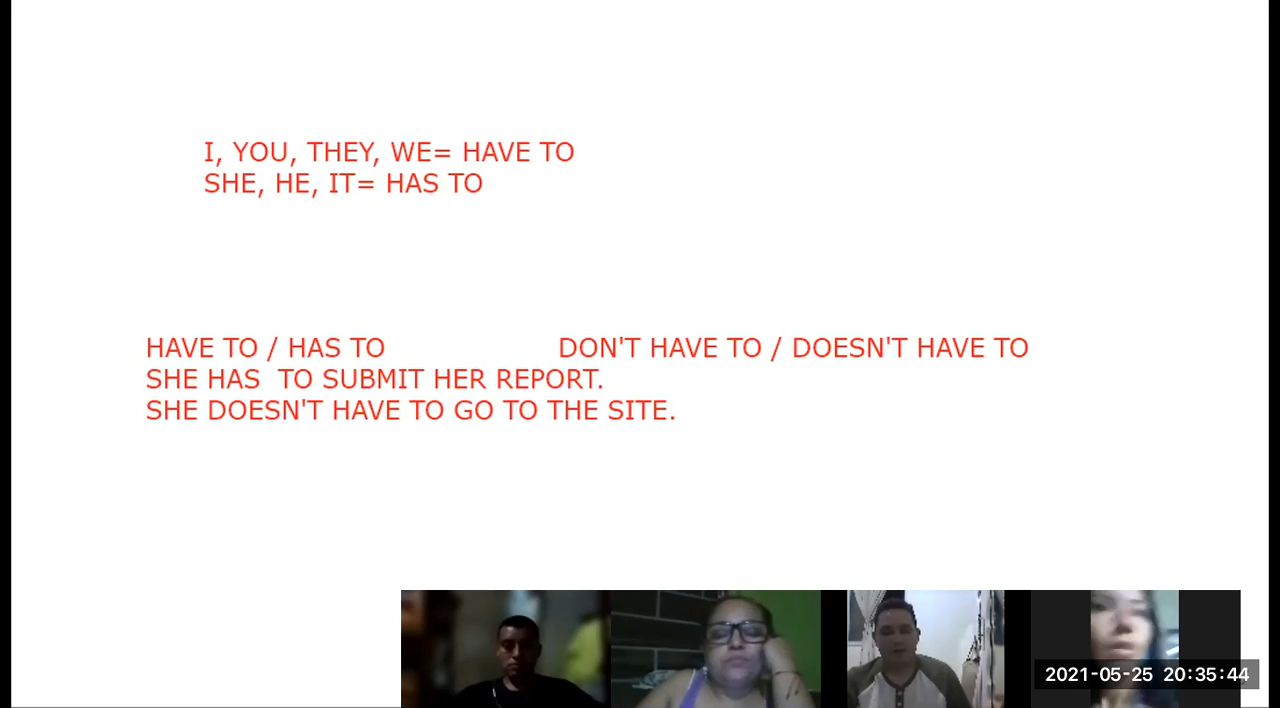 I, YOU, THEY, WE= HAVE TO
SHE, HE, IT= HAS TO
HAVE TO / HAS TO DON'T HAVE TO / DOESN'T HAVE TO
SHE HAS  TO SUBMIT HER REPORT.
SHE DOESN'T HAVE TO GO TO THE SITE.
2021-05-25 20:35:44